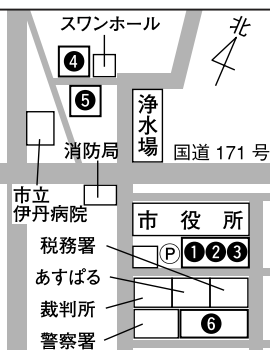 スワンホール
北
❹
❺
浄水場
消防局
国道 171 号
市立
伊丹病院
市役所
Ⓟ❶❷❸
税務署
あすぱる
裁判所
❻
警察署